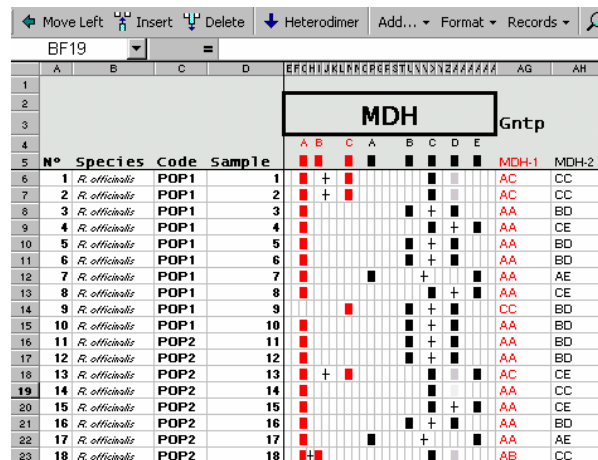 Move Left Insert Delete Heterodimer Add... Format Records
BF19 =
A B C D AG AH
1
2 MDH
3 Gntp
4 A B C A B C D E
5 Nº Species Code Sample MDH-1 MDH-2
6 1 R. officinalis POP1 1 + AC CC
7 2 R. officinalis POP1 2 + AC CC
8 3 R. officinalis POP1 3 + AA BD
9 4 R. officinalis POP1 4 + AA CE
10 5 R. officinalis POP1 5 + AA BD
11 6 R. officinalis POP1 6 + AA BD
12 7 R. officinalis POP1 7 + AA AE
13 8 R. officinalis POP1 8 + AA CE
14 9 R. officinalis POP1 9 + CC BD
15 10 R. officinalis POP1 10 + AA BD
16 11 R. officinalis POP2 11 + AA BD
17 12 R. officinalis POP2 12 + AA BD
18 13 R. officinalis POP2 13 + AC CE
19 14 R. officinalis POP2 14 AA CC
20 15 R. officinalis POP2 15 + AA CE
21 16 R. officinalis POP2 16 + AA BD
22 17 R. officinalis POP2 17 + AA AE
23 18 R. officinalis POP2 18 + AB CC